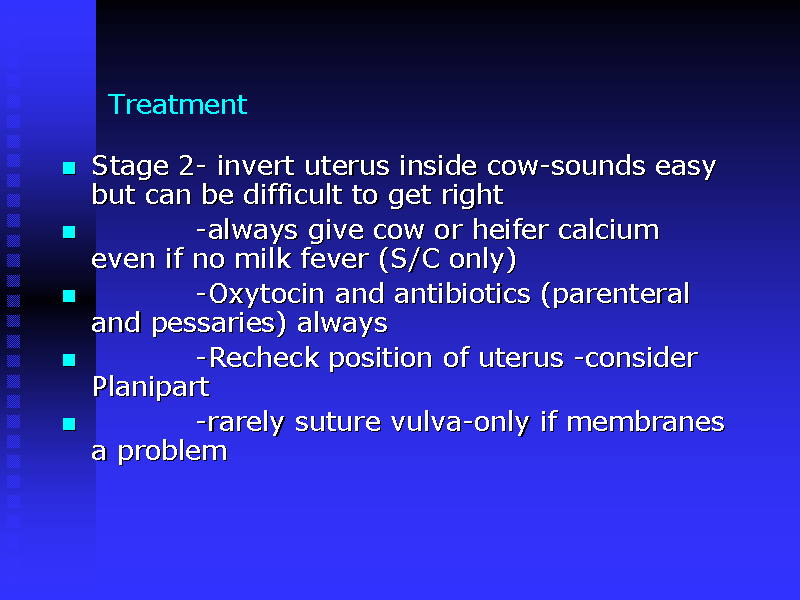 Treatment
Stage 2- invert uterus inside cow-sounds easy
but can be difficult to get right
-always give cow or heifer calcium
even if no milk fever (S/C only)
-Oxytocin and antibiotics (parenteral
and pessaries) always
-Recheck position of uterus -consider
Planipart
-rarely suture vulva-only if membranes
a problem